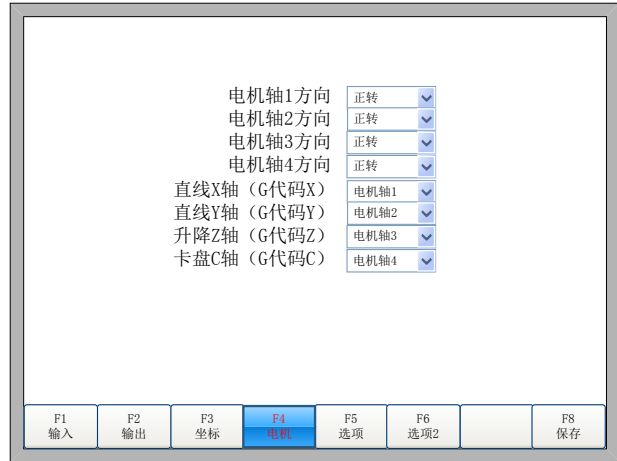 电机轴1方向 正转
电机轴2方向 正转
电机轴3方向 正转
电机轴4方向 正转
直线X轴（G代码X） 电机轴1
直线Y轴（G代码Y） 电机轴2
升降Z轴（G代码Z） 电机轴3
卡盘C轴（G代码C） 电机轴4
F1 F2 F3 F4 F5 F6 F8
输入 输出 坐标 电机 选项 选项2 保存